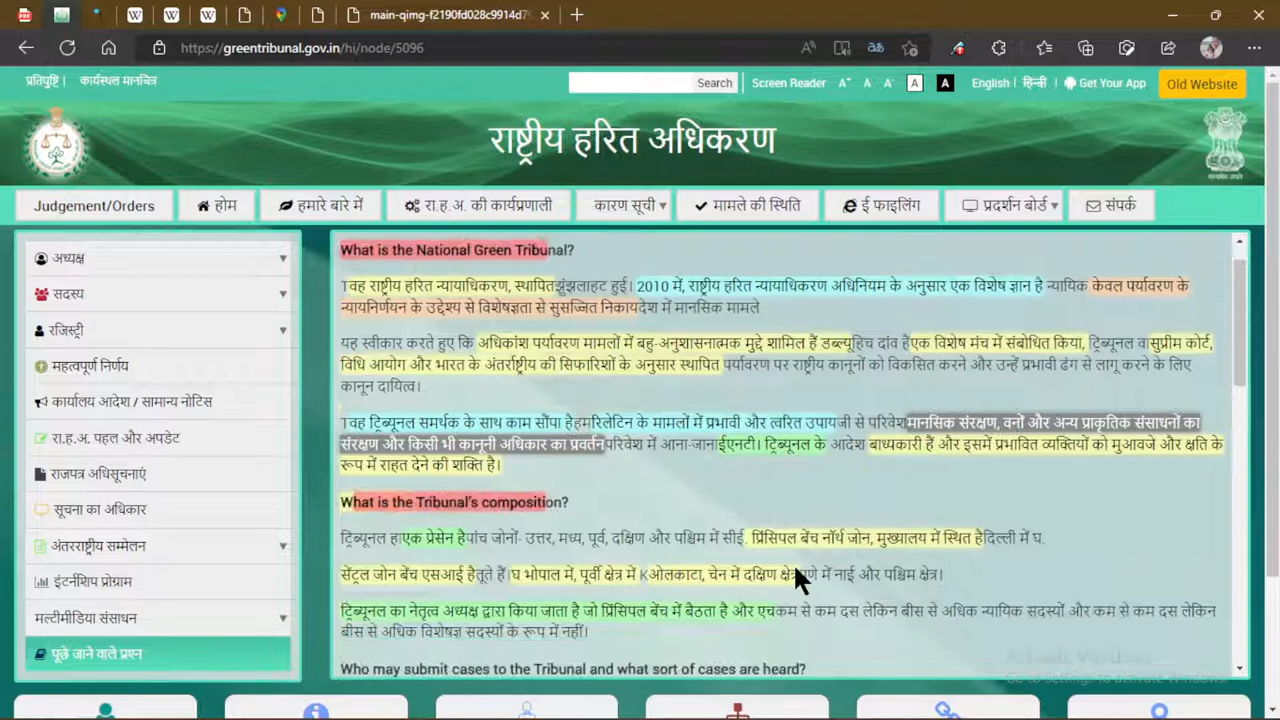 main-qimg-f2190fd028c9914d7
https://greentribunal.gov.in/hi/node/5096
प्रतिपुष्टि | कार्यस्थल मानचित्र
Search Screen Reader A+ A A- A A English | हिन्दी | Get Your App Old Website
राष्ट्रीय हरित अधिकरण
Judgement/Orders होम हमारे बारे में रा.ह.अ. की कार्यप्रणाली कारण सूची मामले की स्थिति ई फाइलिंग प्रदर्शन बोर्ड संपर्क
अध्यक्ष
सदस्य
रजिस्ट्री
महत्वपूर्ण निर्णय
कार्यालय आदेश / सामान्य नोटिस
रा.ह.अ. पहल और अपडेट
राजपत्र अधिसूचनाएं
सूचना का अधिकार
अंतरराष्ट्रीय सम्मेलन
इंटर्नशिप प्रोग्राम
मल्टीमीडिया संसाधन
पूछे जाने वाले प्रश्न
What is the National Green Tribunal?
Tवह राष्ट्रीय हरित न्यायाधिकरण, स्थापितझुंझलाहट हुई। 2010 में, राष्ट्रीय हरित न्यायाधिकरण अधिनियम के अनुसार एक विशेष ज्ञान है न्यायिक केवल पर्यावरण के
न्यायनिर्णयन के उद्देश्य से विशेषज्ञता से सुसज्जित निकायदेश में मानसिक मामले
यह स्वीकार करते हुए कि अधिकांश पर्यावरण मामलों में बहु-अनुशासनात्मक मुद्दे शामिल हैं डब्ल्यूहिच दांव हैएक विशेष मंच में संबोधित किया, ट्रिब्यूनल वसुप्रीम कोर्ट,
विधि आयोग और भारत के अंतर्राष्ट्रीय की सिफारिशों के अनुसार स्थापित पर्यावरण पर राष्ट्रीय कानूनों को विकसित करने और उन्हें प्रभावी ढंग से लागू करने के लिए
कानून दायित्व।
Tवह ट्रिब्यूनल समर्थक के साथ काम सौंपा हैहमरिलेटिन के मामलों में प्रभावी और त्वरित उपायजी से परिवेशमानसिक संरक्षण, वनों और अन्य प्राकृतिक संसाधनों का
संरक्षण और किसी भी कानूनी अधिकार का प्रवर्तनपरिवेश में आना-जानाईएनटी। ट्रिब्यूनल के आदेश बाध्यकारी हैं और इसमें प्रभावित व्यक्तियों को मुआवजे और क्षति के
रूप में राहत देने की शक्ति है।
What is the Tribunal's composition?
ट्रिब्यूनल हाएक प्रेसेन हैपांच जोनों- उत्तर, मध्य, पूर्व, दक्षिण और पश्चिम में सीई. प्रिंसिपल बेंच नॉर्थ जोन, मुख्यालय में स्थित हैदिल्ली में घ.
सेंट्रल जोन बेंच एसआई हैतूते हैं।घ भोपाल में, पूर्वी क्षेत्र में Kओलकाटा, चेन में दक्षिण क्षेत्र में नाई और पश्चिम क्षेत्र।
ट्रिब्यूनल का नेतृत्व अध्यक्ष द्वारा किया जाता है जो प्रिंसिपल बेंच में बैठता है और एचकम से कम दस लेकिन बीस से अधिक न्यायिक सदस्यों और कम से कम दस लेकिन
बीस से अधिक विशेषज्ञ सदस्यों के रूप में नहीं।
Who may submit cases to the Tribunal and what sort of cases are heard?